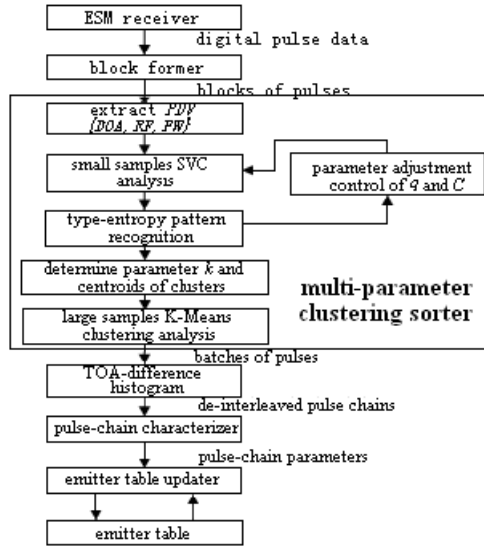 ESM receiver
digital pulse data
block former
blocks of pulses
extract PDV
{DOA, RF, PW}
small samples SVC
analysis
parameter adjustment
control of q and C
type-entropy pattern
recognition
determine parameter k and
centroids of clusters
multi-parameter
clustering sorter
large samples K-Means
clustering analysis
batches of pulses
TOA-difference
histogram
de-interleaved pulse chains
pulse-chain characterizer
pulse-chain parameters
emitter table updater
emitter table